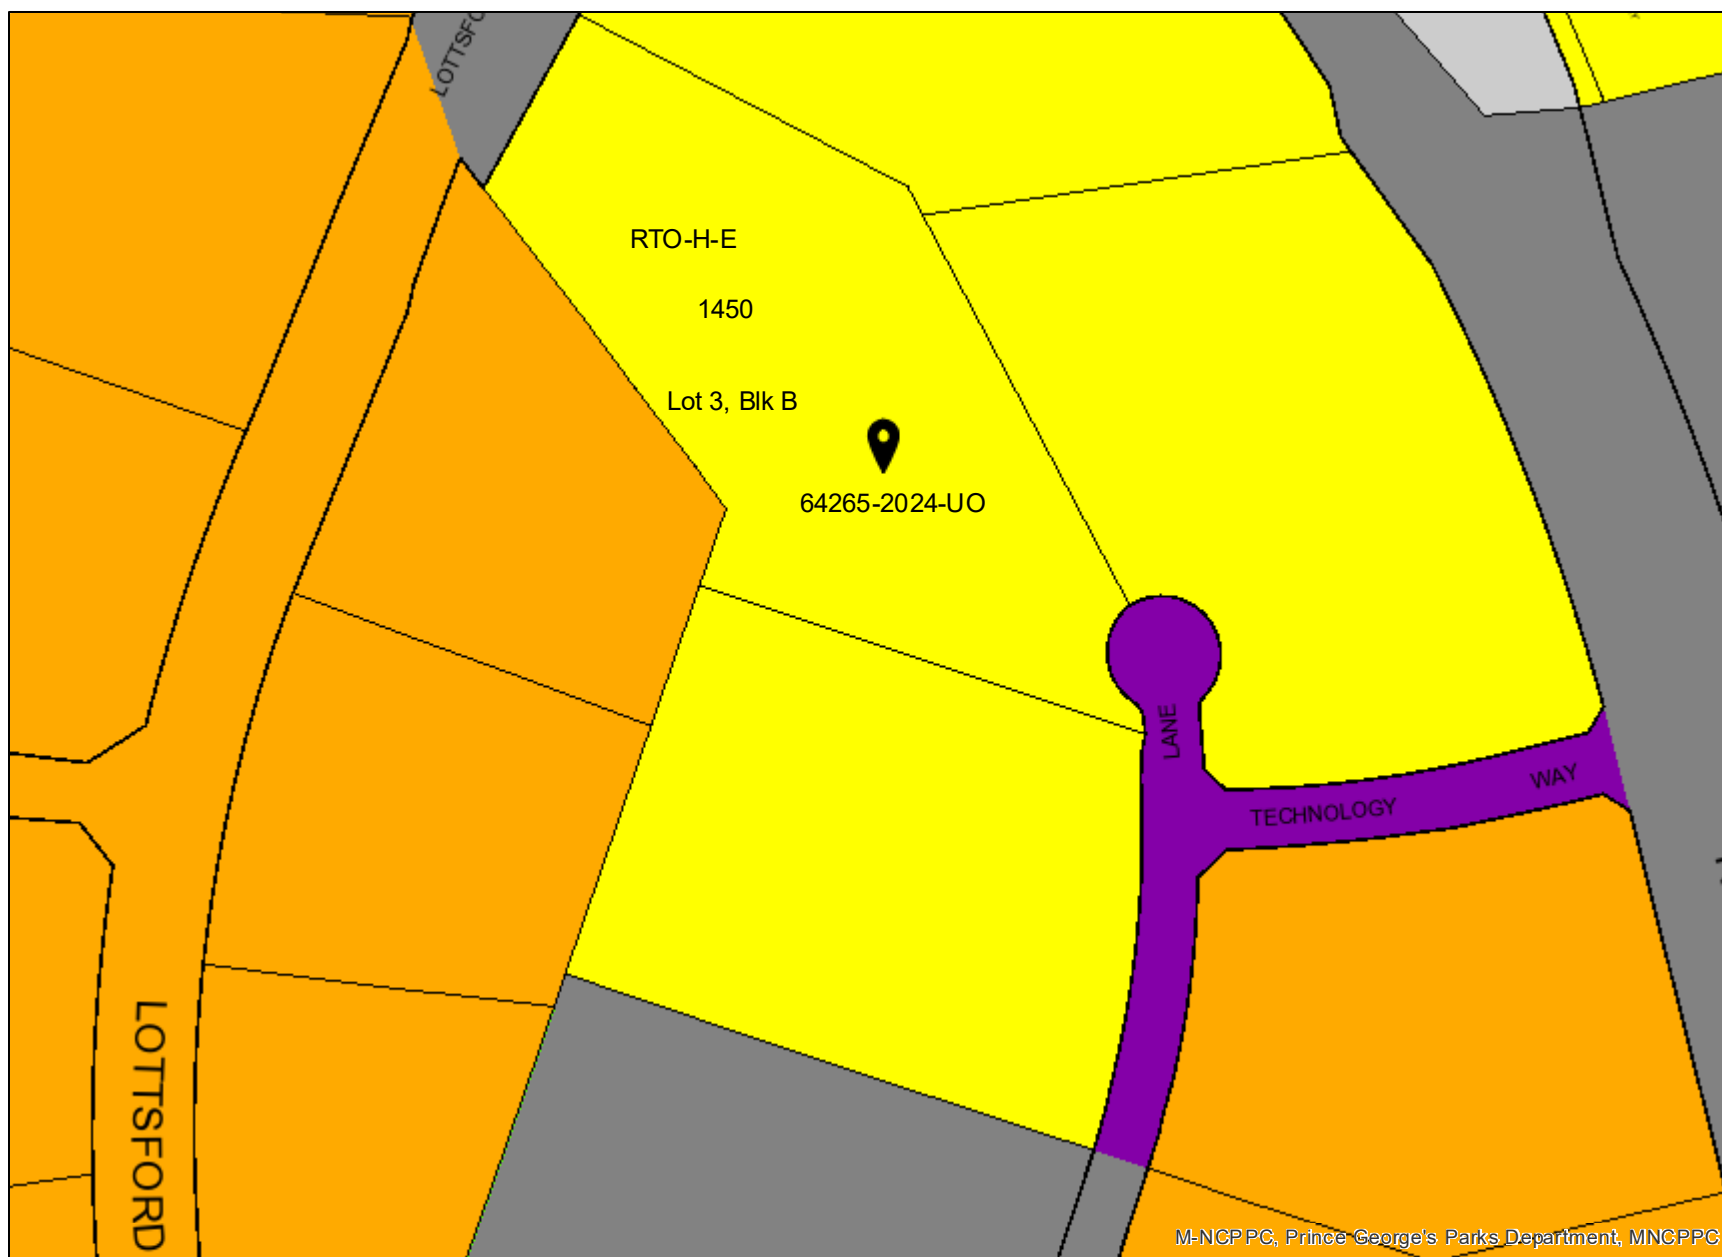 LOTTSFO
RTO-H-E
1450
Lot 3, Blk B
64265-2024-UO
LANE
TECHNOLOGY WAY
LOTTSFORD
M-NCPPC, Prince George's Parks Department, MNCPPC